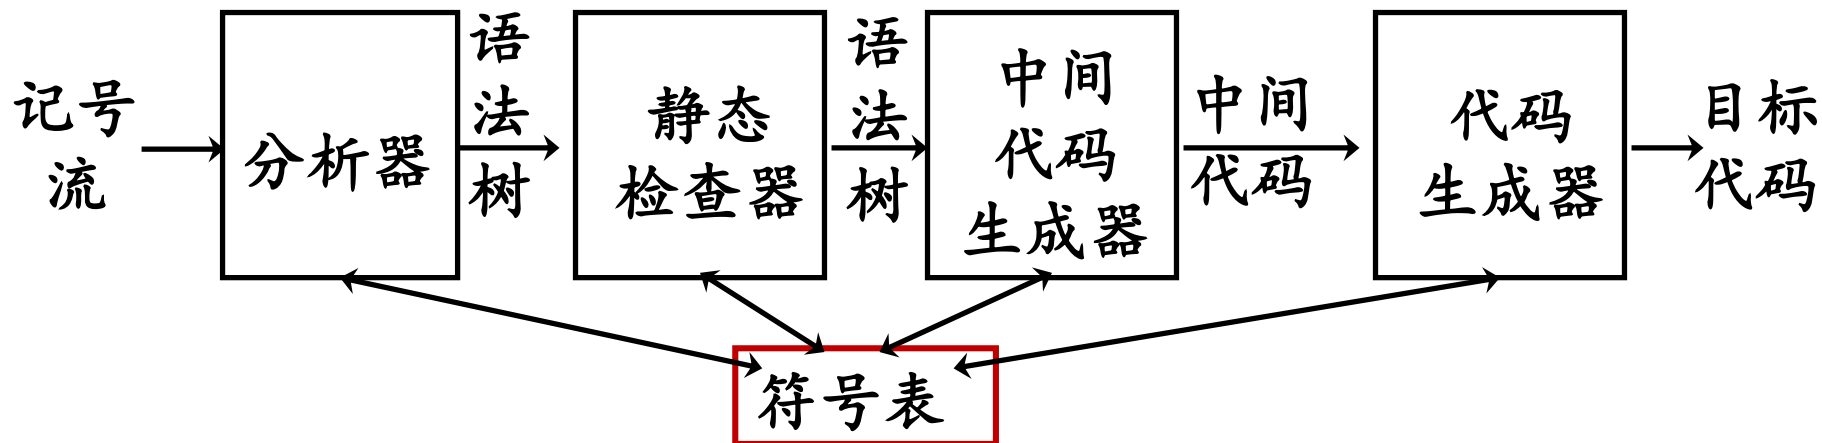 记号
流
分析器
语
法
树
静态
检查器
语
法
树
中间
代码
生成器
中间
代码
代码
生成器
目标
代码
符号表